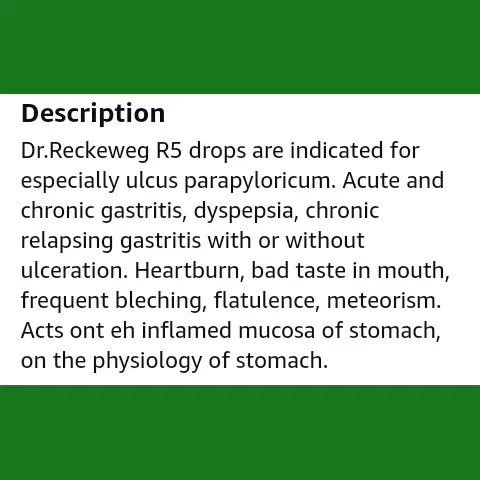 Description
Dr.Reckeweg R5 drops are indicated for
especially ulcus parapyloricum. Acute and
chronic gastritis, dyspepsia, chronic
relapsing gastritis with or without
ulceration. Heartburn, bad taste in mouth,
frequent bleching, flatulence, meteorism.
Acts ont eh inflamed mucosa of stomach,
on the physiology of stomach.